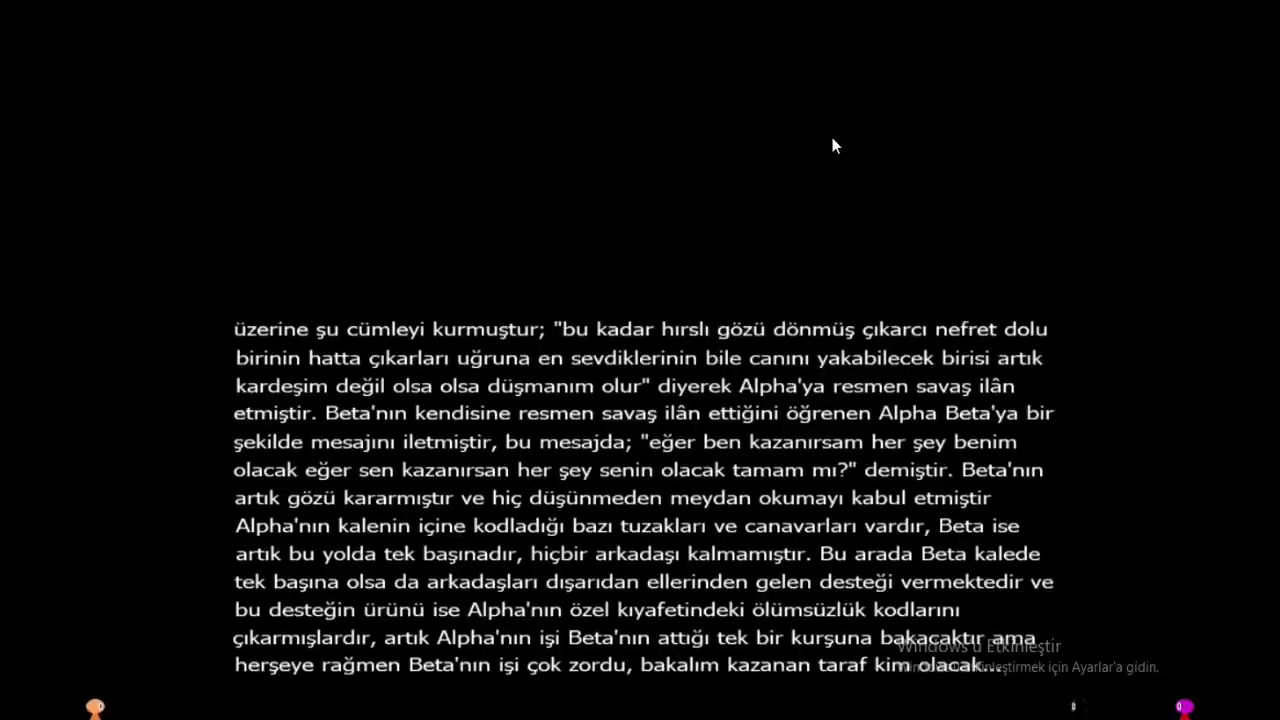 üzerine şu cümleyi kurmuştur; "bu kadar hırslı gözü dönmüş çıkarcı nefret dolu
birinin hatta çıkarları uğruna en sevdiklerinin bile canını yakabilecek birisi artık
kardeşim değil olsa olsa düşmanım olur" diyerek Alpha'ya resmen savaş ilân
etmiştir. Beta'nın kendisine resmen savaş ilân ettiğini öğrenen Alpha Beta'ya bir
şekilde mesajını iletmiştir, bu mesajda; "eğer ben kazanırsam her şey benim
olacak eğer sen kazanırsan her şey senin olacak tamam mı?" demiştir. Beta'nın
artık gözü kararmıştır ve hiç düşünmeden meydan okumayı kabul etmiştir
Alpha'nın kalenin içine kodladığı bazı tuzakları ve canavarları vardır, Beta ise
artık bu yolda tek başınadır, hiçbir arkadaşı kalmamıştır. Bu arada Beta kalede
tek başına olsa da arkadaşları dışarıdan ellerinden gelen desteği vermektedir ve
bu desteğin ürünü ise Alpha'nın özel kıyafetindeki ölümsüzlük kodlarını
çıkarmışlardır, artık Alpha'nın işi Beta'nın attığı tek bir kurşuna bakacaktır ama
herşeye rağmen Beta'nın işi çok zordu, bakalım kazanan taraf kim olacak...
Windows'u Etkinleştir
Windows'u etkinleştirmek için Ayarlar'a gidin.